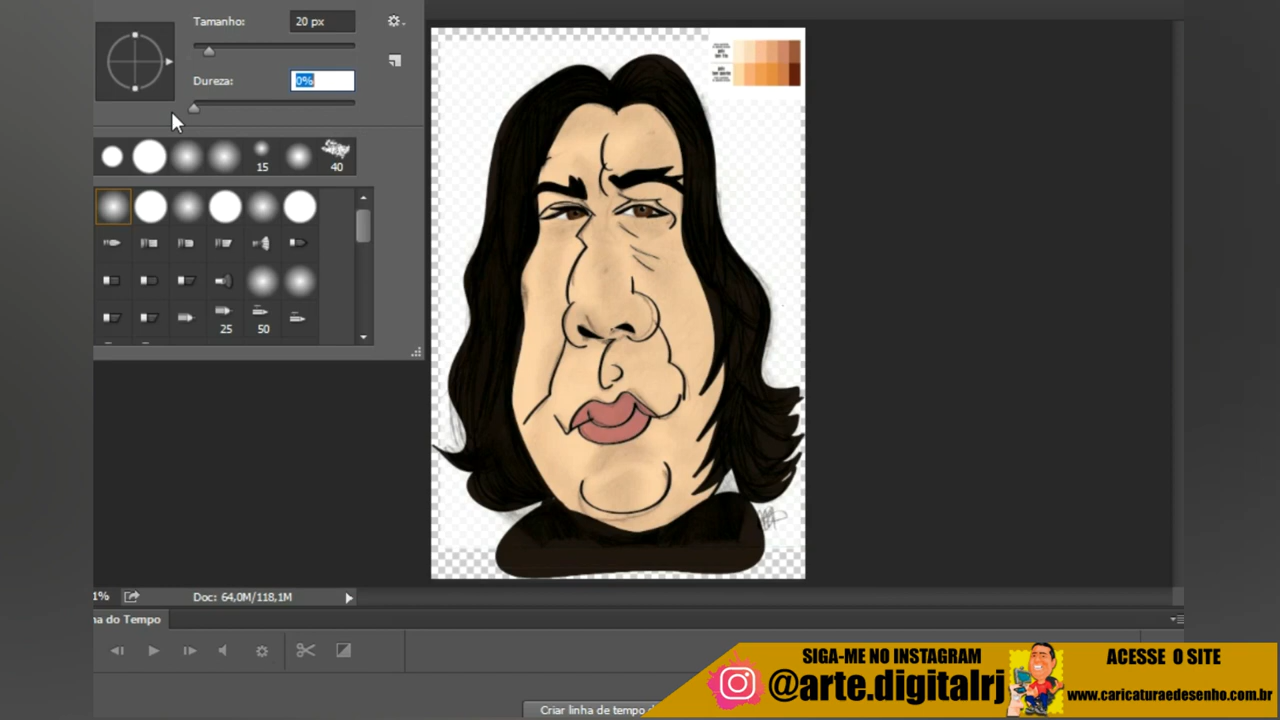 Tamanho:
20 px
Dureza:
0%
15
40
25
50
1%
Doc: 64,0M/118,1M
ha do Tempo
Criar linha de tempo d
SIGA-ME NO INSTAGRAM
@arte.digitalrj
ACESSE O SITE
www.caricaturaedesenho.com.br